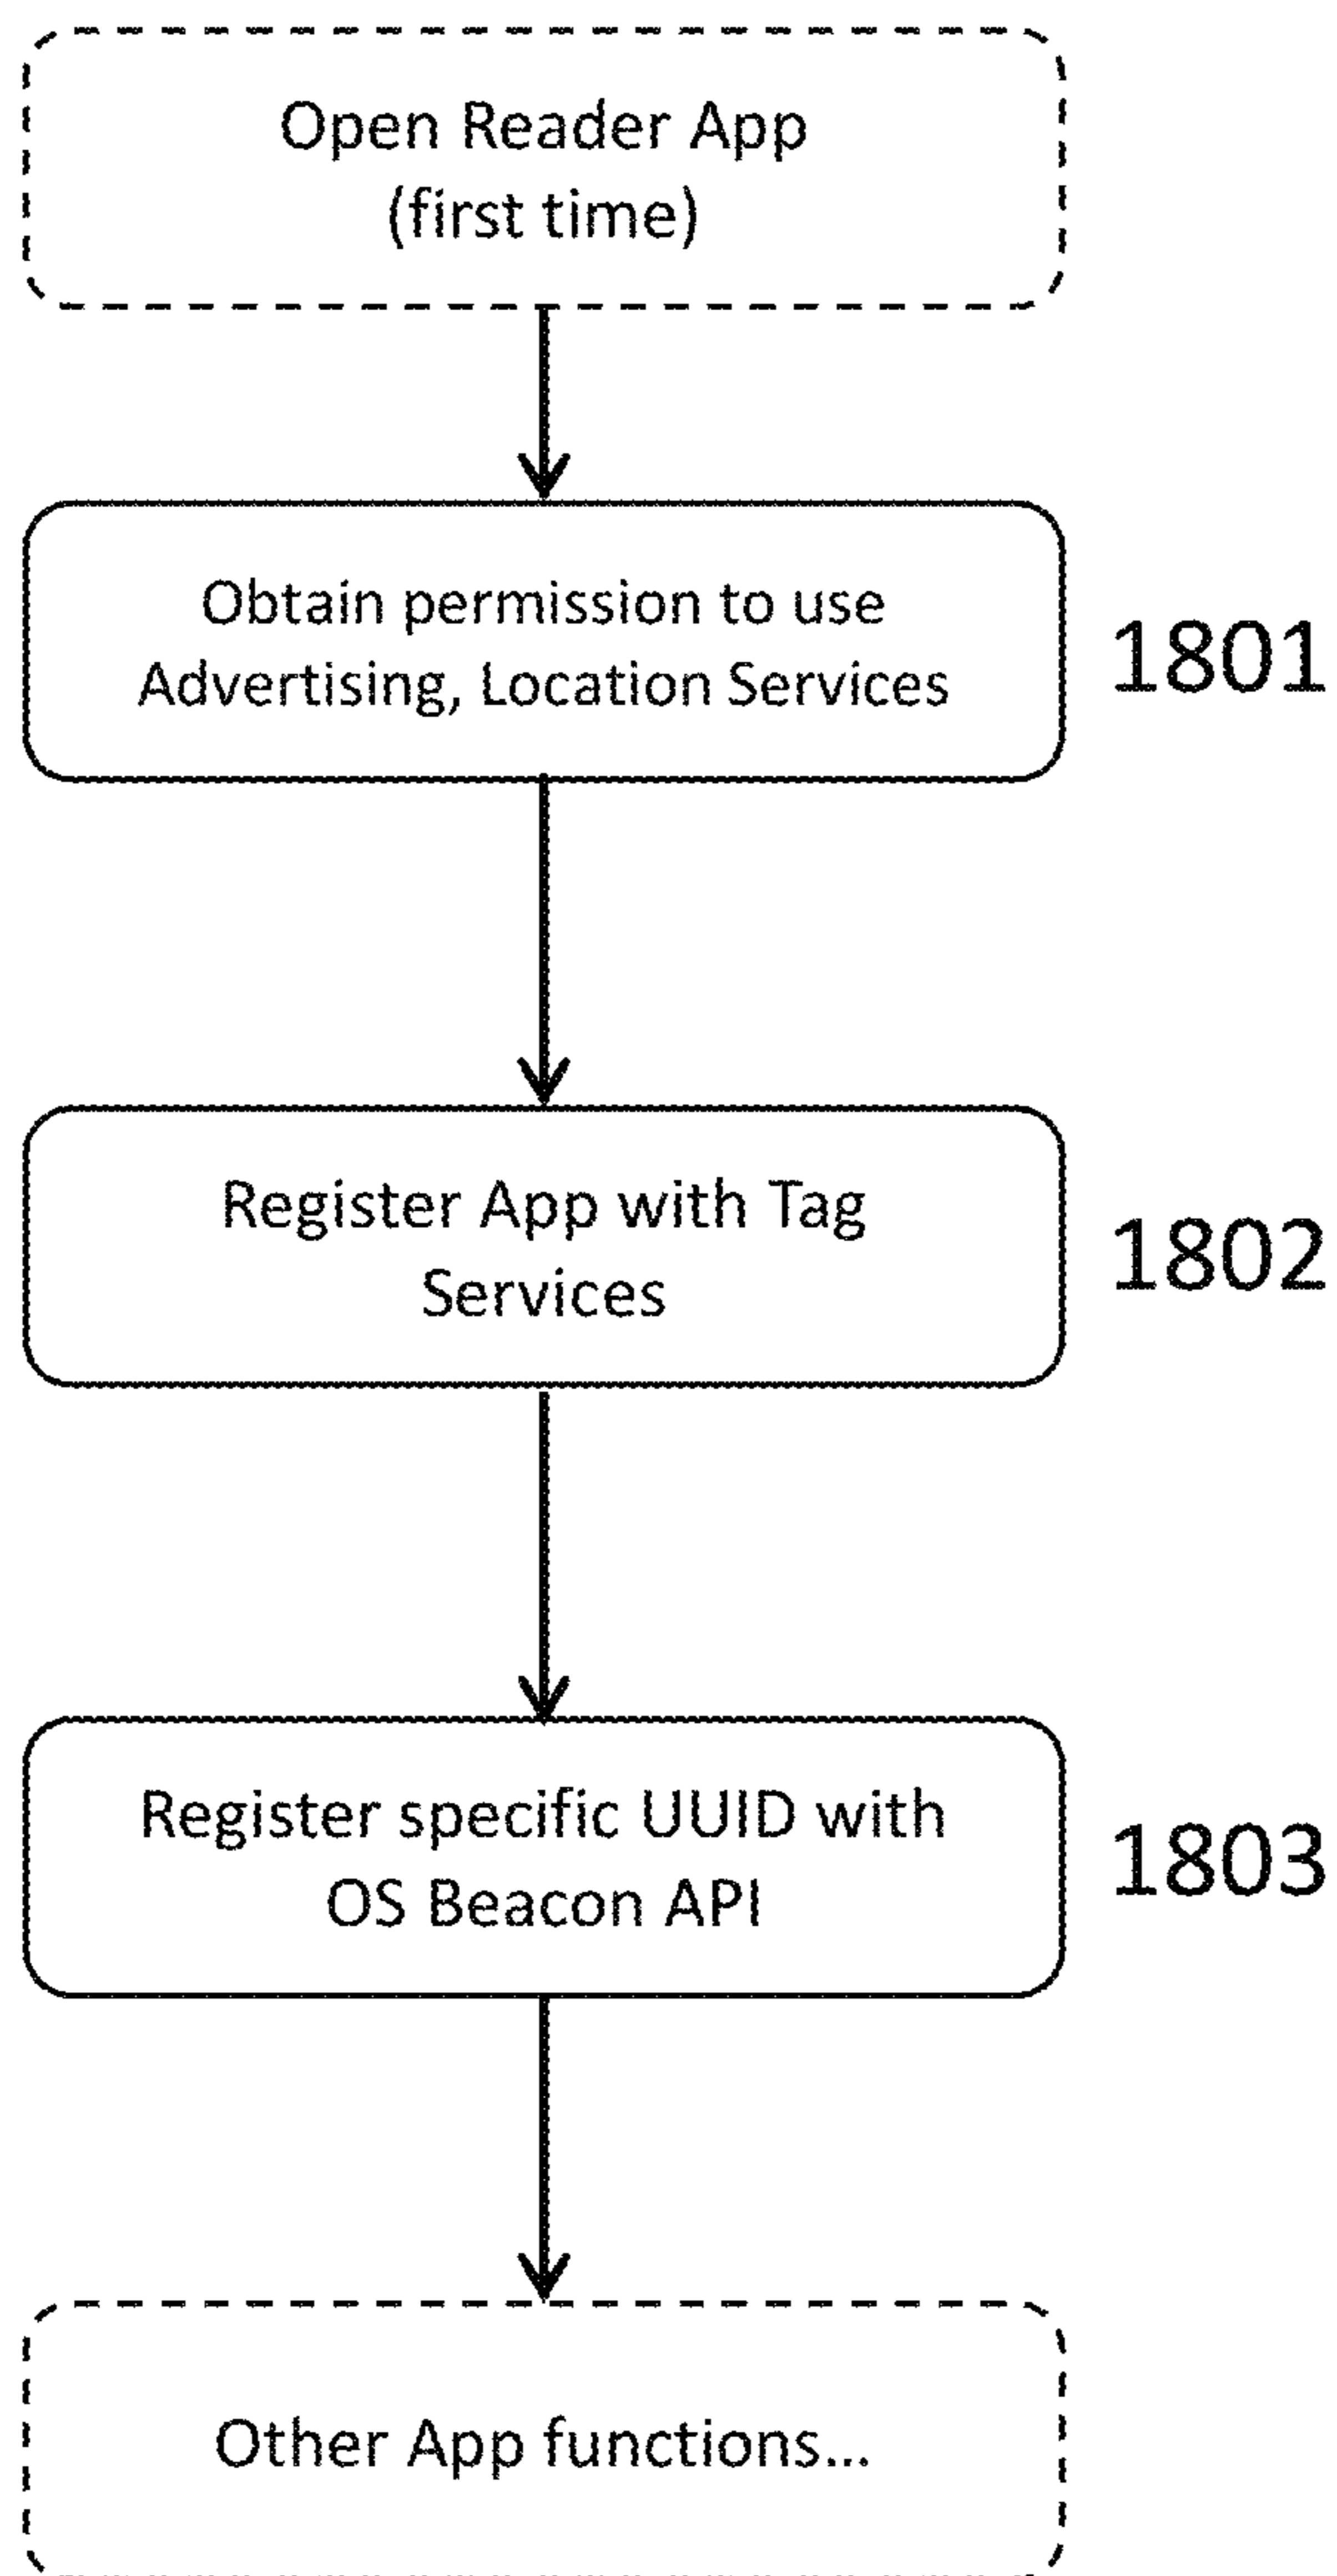 Open Reader App
(first time)
Obtain permission to use
Advertising, Location Services
1801
Register App with Tag
Services
1802
Register specific UUID with
OS Beacon API
1803
Other App functions...